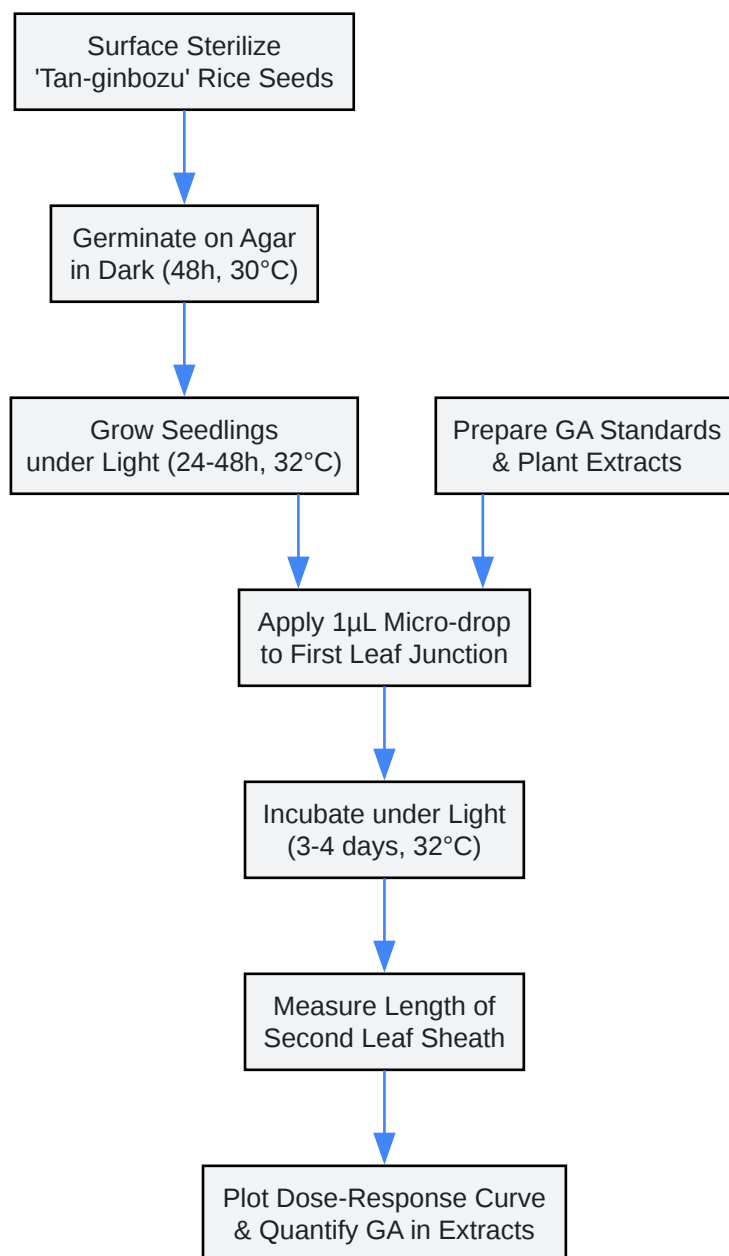 Surface Sterilize
'Tan-ginbozu' Rice Seeds
Germinate on Agar
in Dark (48h, 30°C)
Grow Seedlings
under Light (24-48h, 32°C)
Prepare GA Standards
& Plant Extracts
Apply 1µL Micro-drop
to First Leaf Junction
Incubate under Light
(3-4 days, 32°C)
Measure Length of
Second Leaf Sheath
Plot Dose-Response Curve
& Quantify GA in Extracts